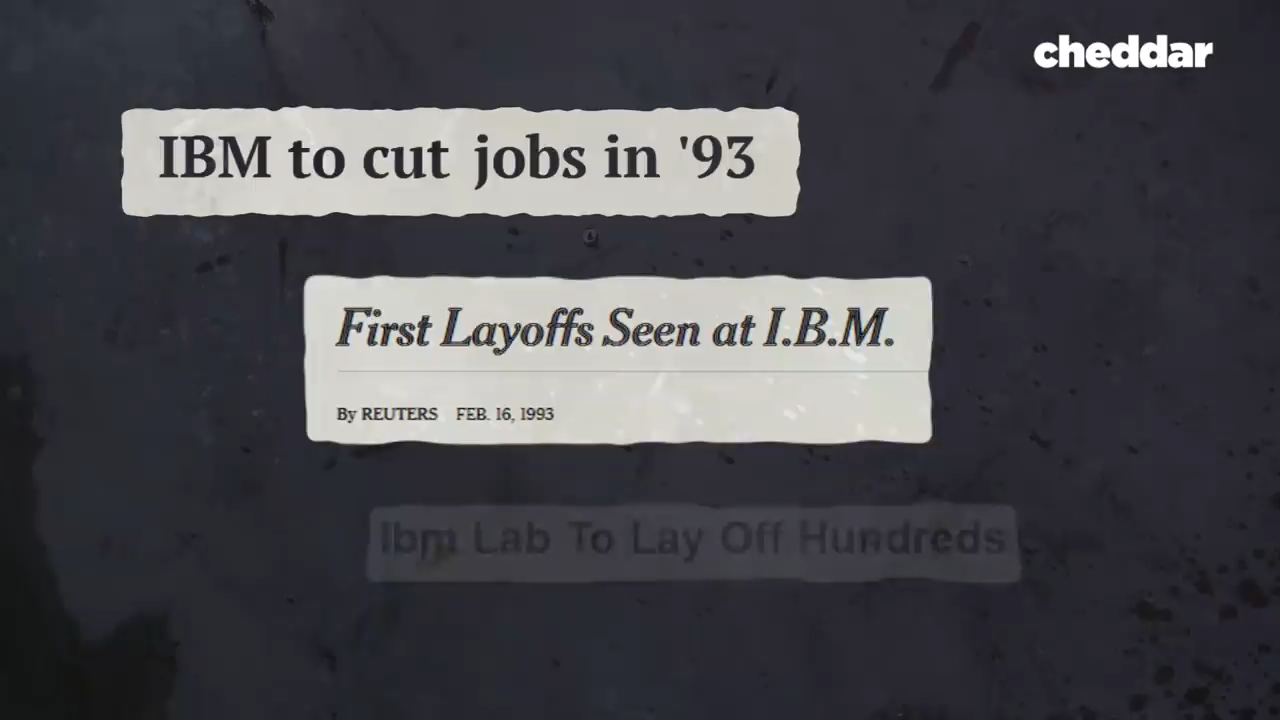 cheddar
IBM to cut jobs in '93
First Layoffs Seen at I.B.M.
By REUTERS FEB. 16, 1993
Ibm Lab To Lay Off Hundreds